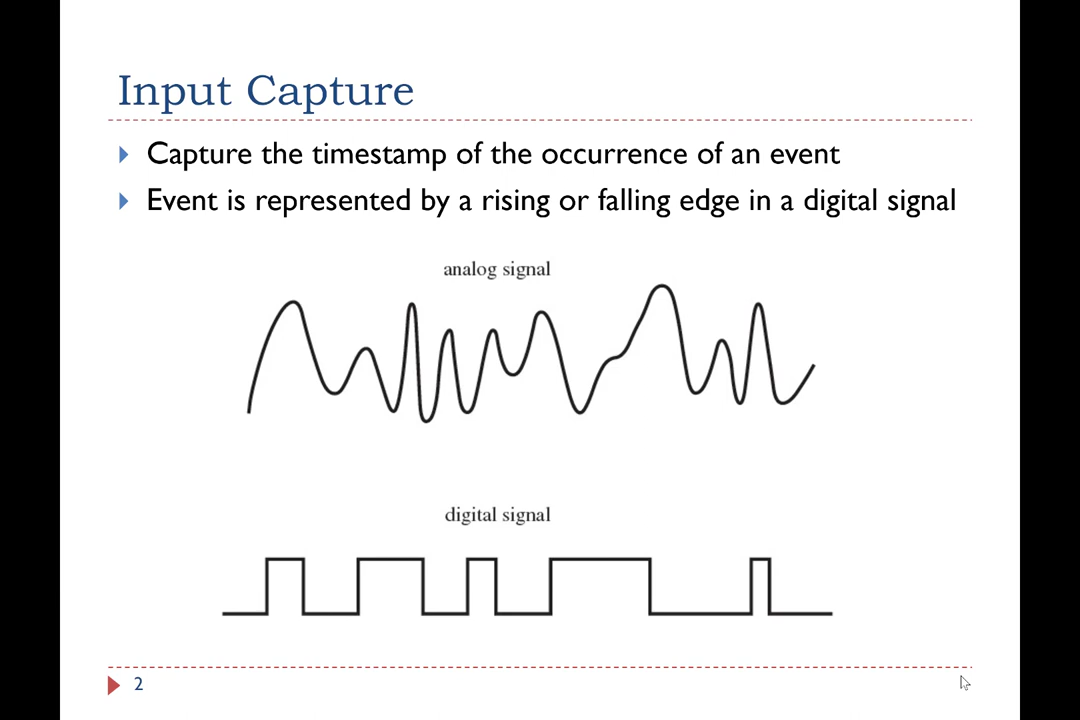 Input Capture
Capture the timestamp of the occurrence of an event
Event is represented by a rising or falling edge in a digital signal
analog signal
digital signal
2